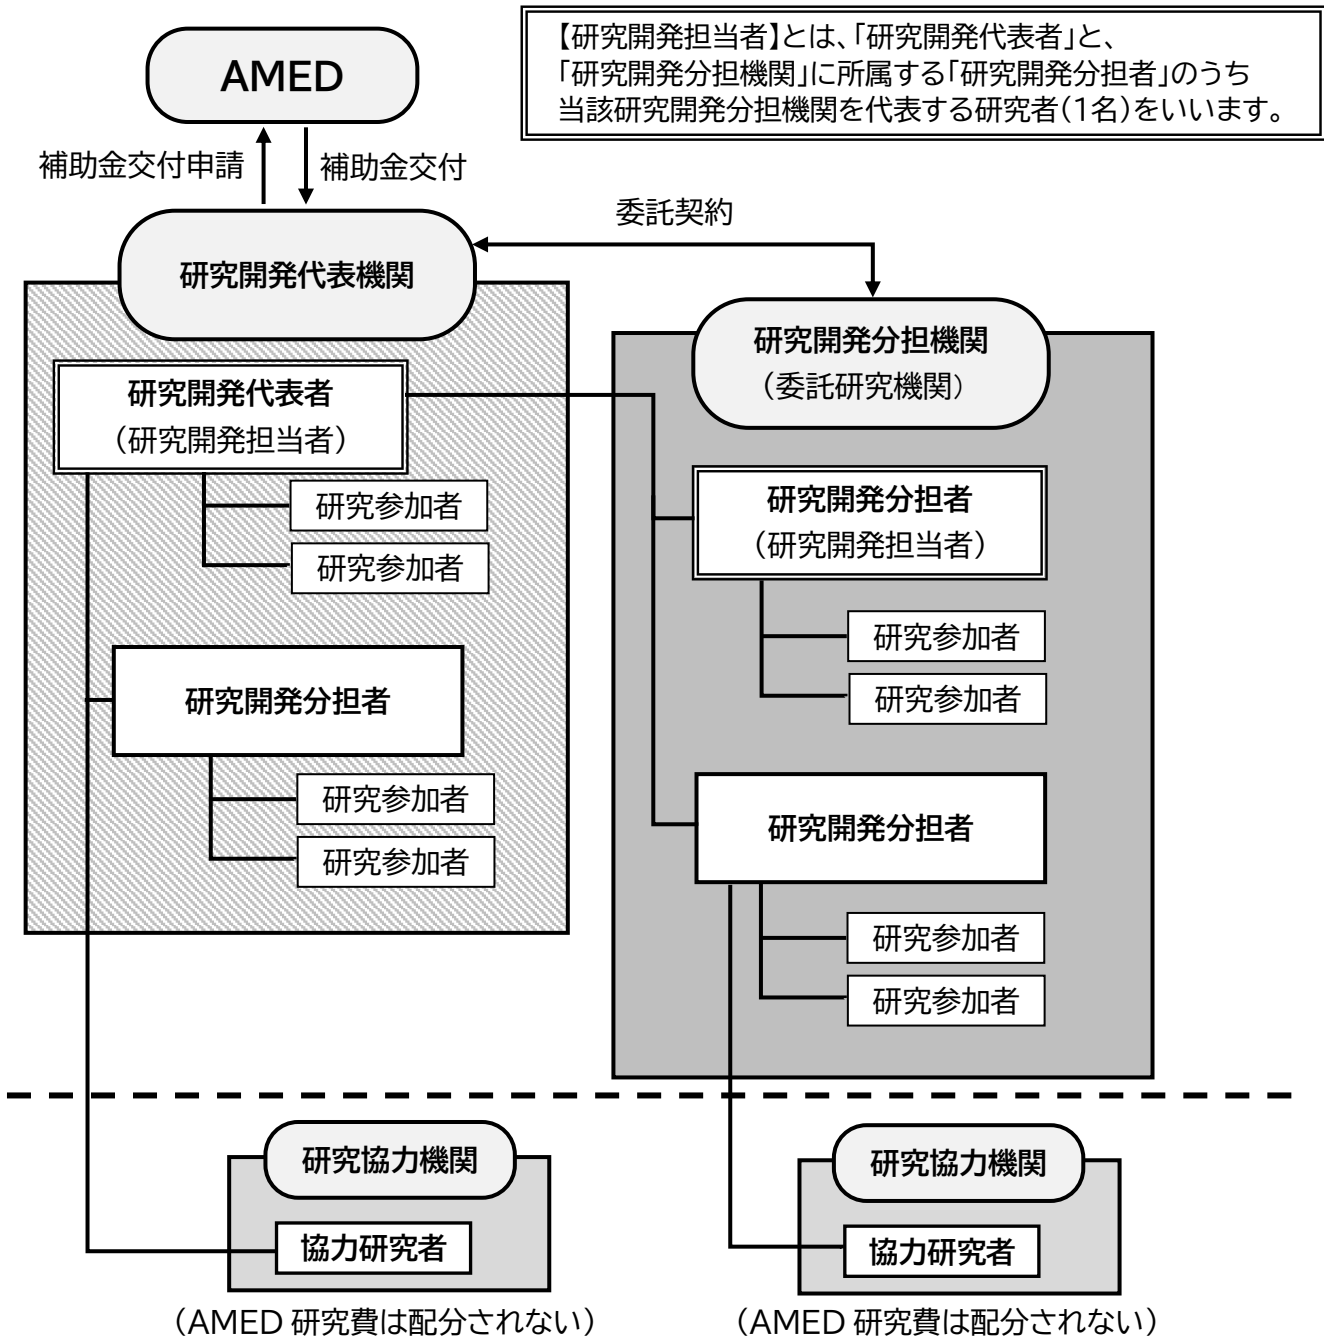 【研究開発担当者】とは、「研究開発代表者」と、
「研究開発分担機関」に所属する「研究開発分担者」のうち
当該研究開発分担機関を代表する研究者(1名)をいいます。
AMED
補助金交付申請
補助金交付
委託契約
研究開発代表機関
研究開発代表者
(研究開発担当者)
研究参加者
研究参加者
研究開発分担者
研究参加者
研究参加者
研究開発分担機関
(委託研究機関)
研究開発分担者
(研究開発担当者)
研究参加者
研究参加者
研究開発分担者
研究参加者
研究参加者
研究協力機関
協力研究者
(AMED 研究費は配分されない)
研究協力機関
協力研究者
(AMED 研究費は配分されない)